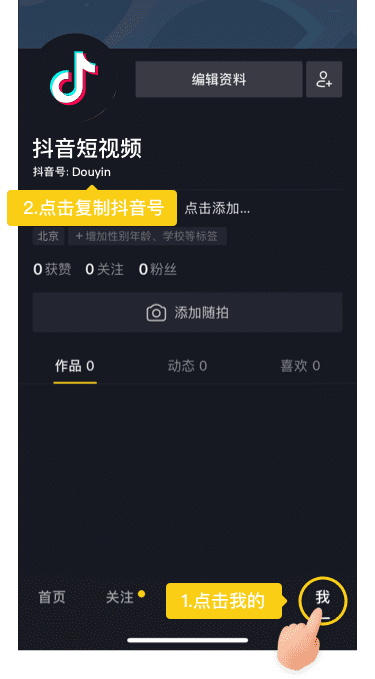 编辑资料
抖音短视频
抖音号: Douyin
2.点击复制抖音号
点击添加...
北京
+增加性别年龄、学校等标签
0获赞 0关注 0粉丝
添加随拍
作品 0
动态 0
喜欢 0
首页
关注
1.点击我的
我